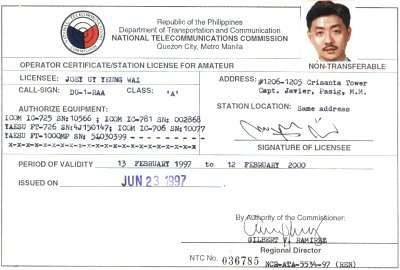 Republic of the Philippines
Department of Transportation and Communication
NATIONAL TELECOMMUNICATIONS COMMISSION
Quezon City, Metro Manila
OPERATOR CERTIFICATE/STATION LICENSE FOR AMATEUR
NON-TRANSFERABLE
LICENSEE: JOEY UY YEUNG WAI
CALL-SIGN: DU-1-RAA CLASS: 'A'
ADDRESS: #1206-1205 Crisanta Tower
Capt. Javier, Pasig, M.M.
AUTHORIZE EQUIPMENT:
STATION LOCATION: Same address
ICOM IC-725 SN: 10566 ; ICOM IC-781 SN: 002868
YAESU FT-726 SN:4J150147; ICOM IC-706 SN:10077
YAESU FT-1000MP SN: 5L030399 - - - - - - - - -
-x-x-x-x-x-x-x-x-x-x-x-x-x-x-x-x-x-x-x-x-x-x-x-
SIGNATURE OF LICENSEE
PERIOD OF VALIDITY 13 FEBRUARY 1997 to 12 FEBRUARY 2000
ISSUED ON JUN 23 1997
By Authority of the Commissioner:
GILBERT V. RAMIREZ
Regional Director
NTC No. 036785 NCR-ATA-5534-97 (REN)